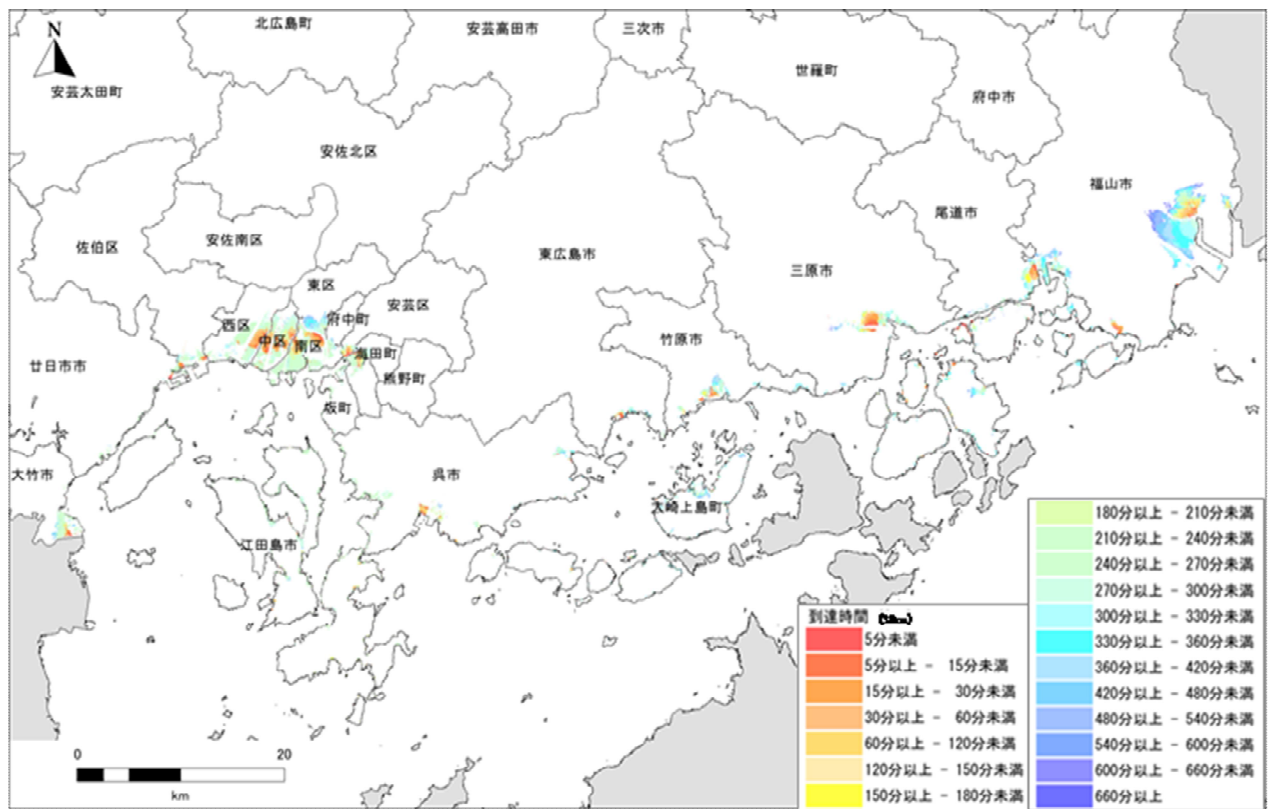 北広島町
安芸高田市
三次市
N
世羅町
安芸太田町
府中市
安佐北区
福山市
尾道市
佐伯区
安佐南区
東広島市
三原市
東区
安芸区
西区
府中町
中区
南区
竹原市
海田町
廿日市市
熊野町
坂町
大竹市
呉市
大崎上島町
江田島市
到達時間
5分未満
5分以上 - 15分未満
15分以上 - 30分未満
30分以上 - 60分未満
60分以上 - 120分未満
120分以上 - 150分未満
150分以上 - 180分未満
180分以上 - 210分未満
210分以上 - 240分未満
240分以上 - 270分未満
270分以上 - 300分未満
300分以上 - 330分未満
330分以上 - 360分未満
360分以上 - 420分未満
420分以上 - 480分未満
480分以上 - 540分未満
540分以上 - 600分未満
600分以上 - 660分未満
660分以上
0 20
km